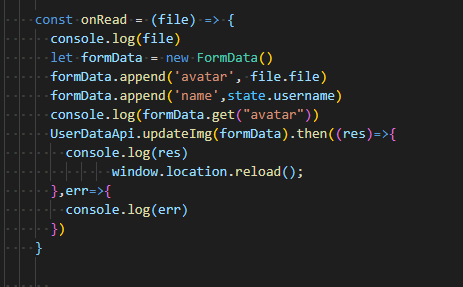 const onRead = (file) => {
console.log(file)
let formData = new FormData()
formData.append('avatar', file.file)
formData.append('name',state.username)
console.log(formData.get("avatar"))
UserDataApi.updateImg(formData).then((res)=>{
console.log(res)
window.location.reload();
},err=>{
console.log(err)
})
}